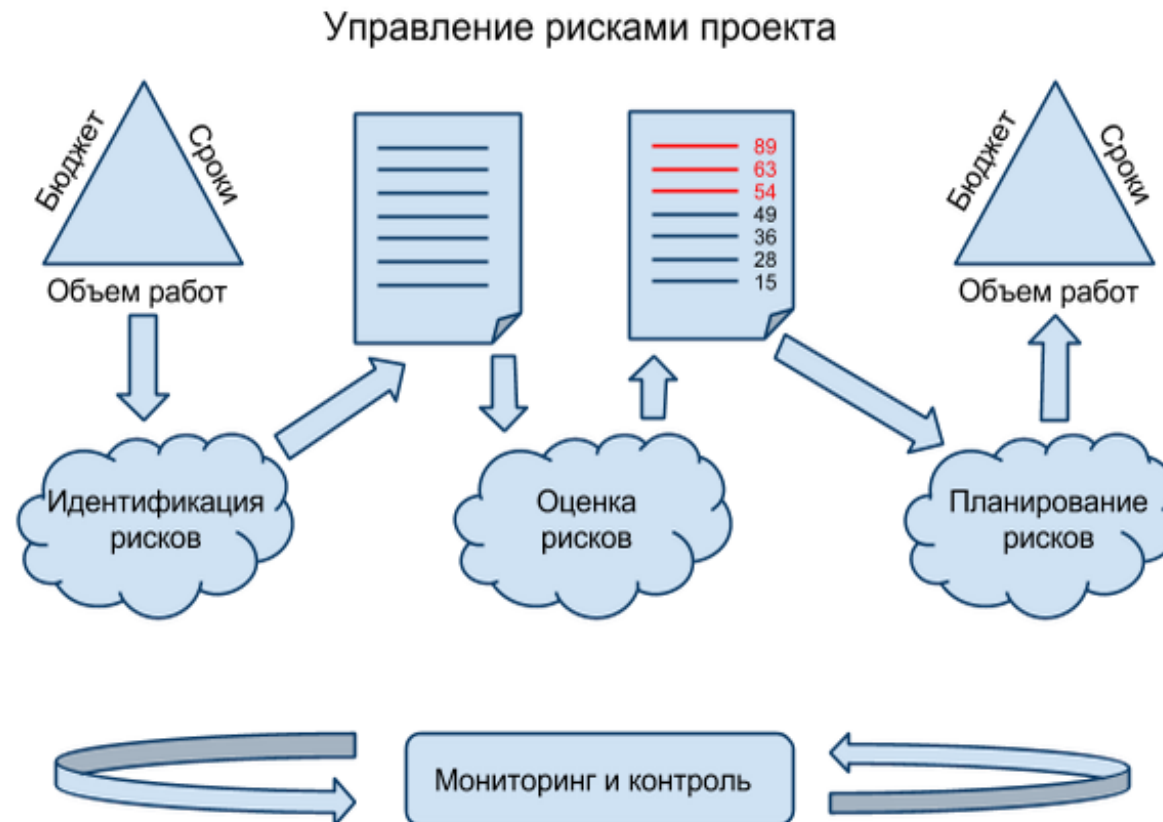 Управление рисками проекта
Бюджет
Сроки
Объем работ
89
63
54
49
36
28
15
Бюджет
Сроки
Объем работ
Идентификация
рисков
Оценка
рисков
Планирование
рисков
Мониторинг и контроль